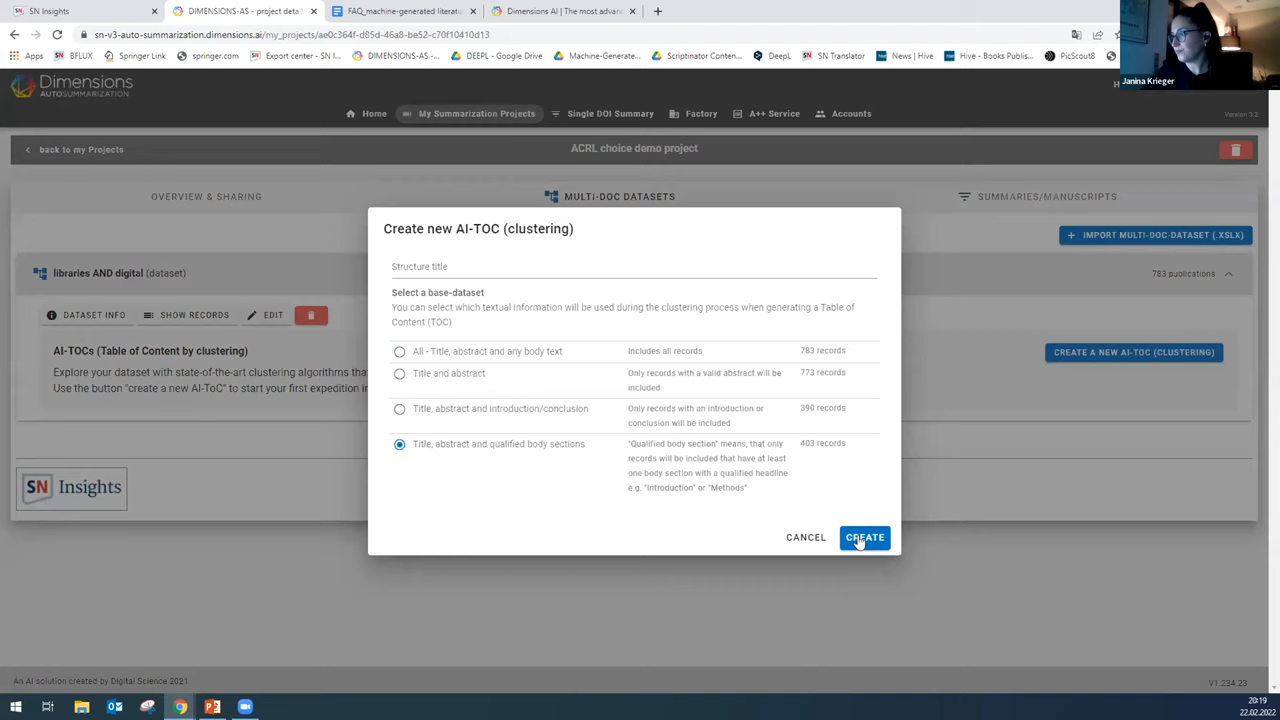 SN Insights
DIMENSIONS-AS - project detai
FAQ_machine-generated literatu
Dimensions AI | The most advan
sn-v3-auto-summarization.dimensions.ai/my_projects/ae0c364f-d85d-46a8-be52-c70f10410d13
Apps
BFLUX
Springer Link
springer.com
Export center - SN I...
DIMENSIONS-AS -...
DEEPL - Google Drive
Machine-Generate...
Scriptinator Conten...
DeepL
SN Translator
News | Hive
Hive - Books Publis...
PicScout8
Janina Krieger
Dimensions
AUTOSUMMARIZATION
Home
My Summarization Projects
Single DOI Summary
Factory
A++ Service
Accounts
back to my Projects
ACRL choice demo project
OVERVIEW & SHARING
MULTI-DOC DATASETS
SUMMARIES/MANUSCRIPTS
+ IMPORT MULTI-DOC-DATASET (.XSLX)
libraries AND digital (dataset)
783 publications
DATASET INFO
SHOW RECORDS
EDIT
AI-TOCs (Table of Content by clustering)
Explore your dataset with state-of-the-art clustering algorithms tha
Use the button "create a new AI-ToC" to start your first expedition in
CREATE A NEW AI-TOC (CLUSTERING)
SN Insights
Create new AI-TOC (clustering)
Structure title
Select a base-dataset
You can select which textual information will be used during the clustering process when generating a Table of
Content (TOC)
All - Title, abstract and any body text
Includes all records
783 records
Title and abstract
Only records with a valid abstract will be
included
773 records
Title, abstract and introduction/conclusion
Only records with an introduction or
conclusion will be included
390 records
Title, abstract and qualified body sections
"Qualified body section" means, that only
records will be included that have at least
one body section with a qualified headline
e.g. "Introduction" or "Methods"
403 records
CANCEL
CREATE
An AI solution created by Digital Science 2021
V1.234.23
20:19
22.02.2022